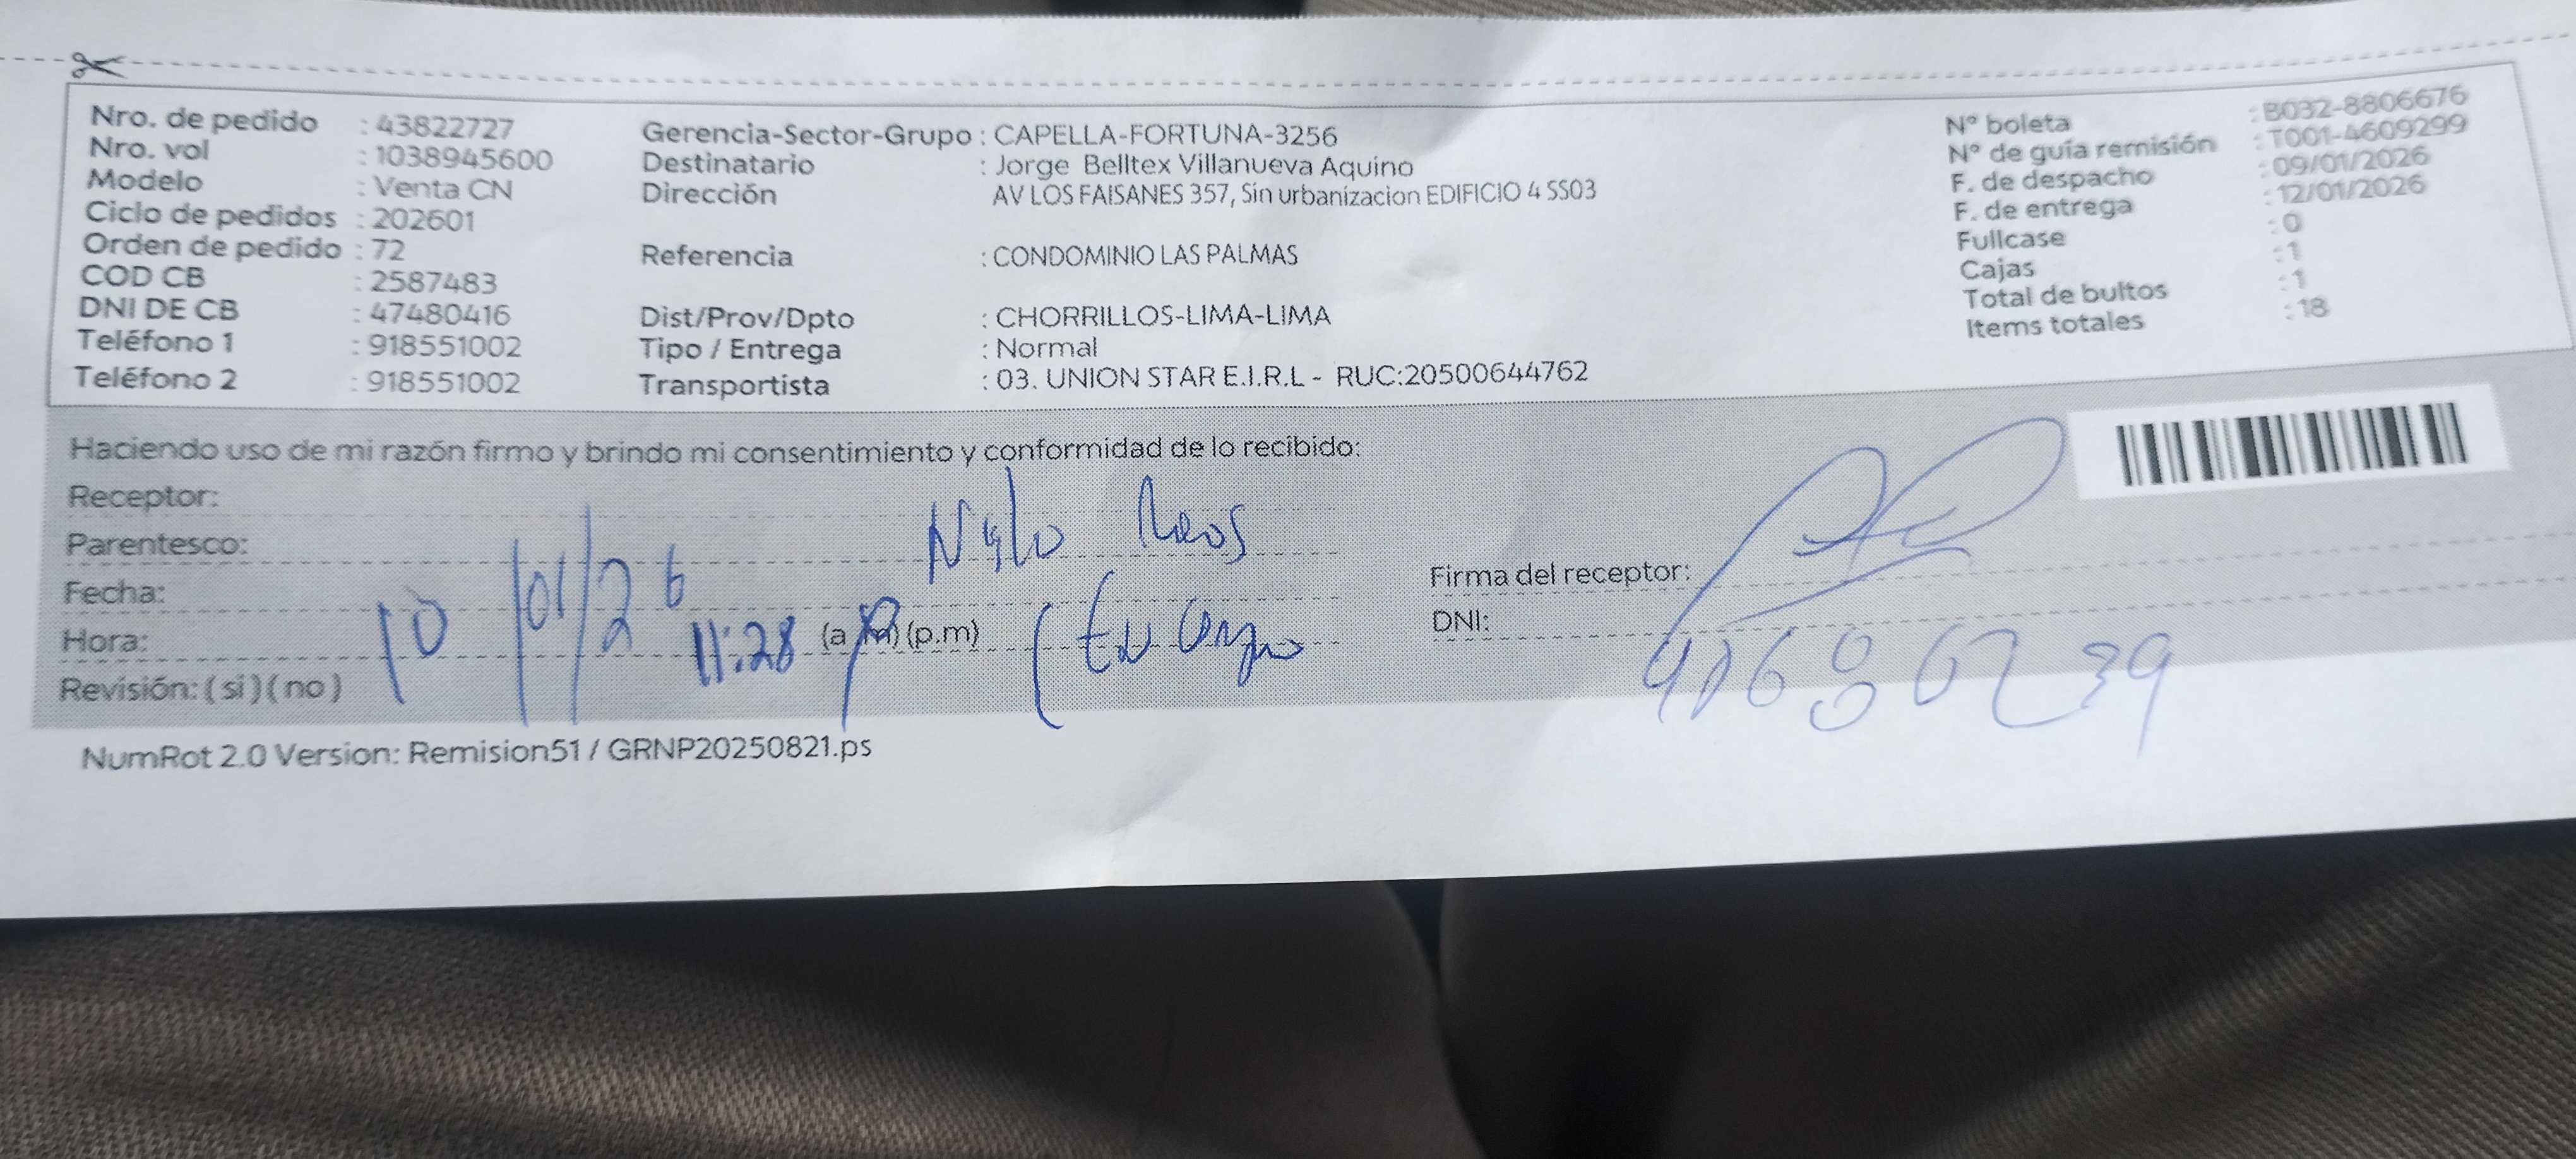 Nro. de pedido : 43822727
Nro. vol : 1038945600
Modelo : Venta CN
Ciclo de pedidos : 202601
Orden de pedido : 72
COD CB : 2587483
DNI DE CB : 47480416
Teléfono 1 : 918551002
Teléfono 2 : 918551002
Gerencia-Sector-Grupo : CAPELLA-FORTUNA-3256
Destinatario : Jorge Belltex Villanueva Aquino
Dirección AV LOS FAISANES 357, Sin urbanizacion EDIFICIO 4 SS03
Referencia : CONDOMINIO LAS PALMAS
Dist/Prov/Dpto : CHORRILLOS-LIMA-LIMA
Tipo / Entrega : Normal
Transportista : 03. UNION STAR E.I.R.L - RUC:20500644762
N° boleta : B032-8806676
N° de guía remisión : T001-4609299
F. de despacho : 09/01/2026
F. de entrega : 12/01/2026
Fullcase : 0
Cajas : 1
Total de bultos : 1
Items totales : 18
Haciendo uso de mi razón firmo y brindo mi consentimiento y conformidad de lo recibido:
Receptor:
Parentesco:
Fecha: 10/01/26
Hora: 11:28 (a.m) (p.m)
Revisión: ( si ) ( no )
Firma del receptor:
DNI:
NumRot 2.0 Version: Remision51 / GRNP20250821.ps